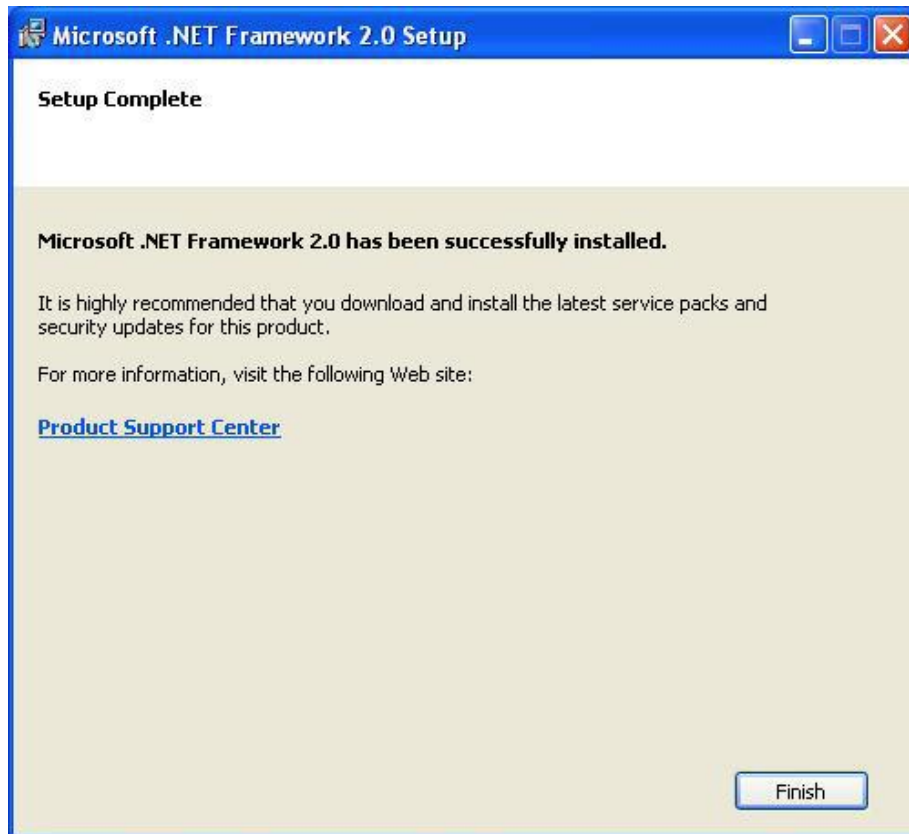 Microsoft .NET Framework 2.0 Setup
Setup Complete
Microsoft .NET Framework 2.0 has been successfully installed.
It is highly recommended that you download and install the latest service packs and
security updates for this product.
For more information, visit the following Web site:
Product Support Center
Finish